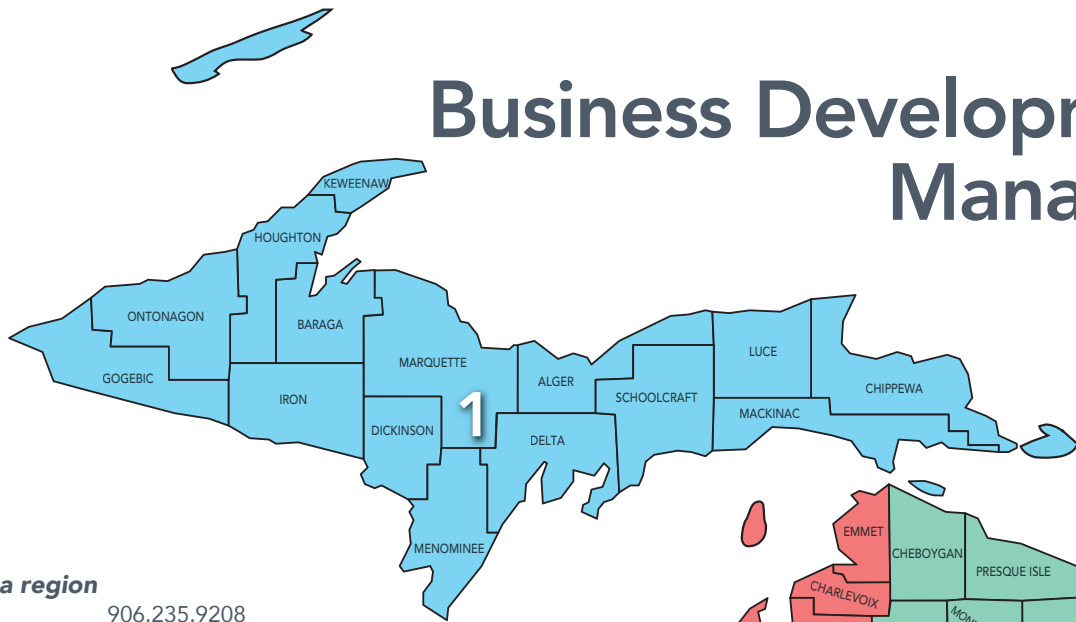 Business Developm
Mana
KEWEENAW
HOUGHTON
ONTONAGON
BARAGA
MARQUETTE
LUCE
GOGEBIC
ALGER
CHIPPEWA
IRON
SCHOOLCRAFT
1
MACKINAC
DICKINSON
DELTA
EMMET
MENOMINEE
CHEBOYGAN
PRESQUE ISLE
a region
CHARLEVOIX
906.235.9208